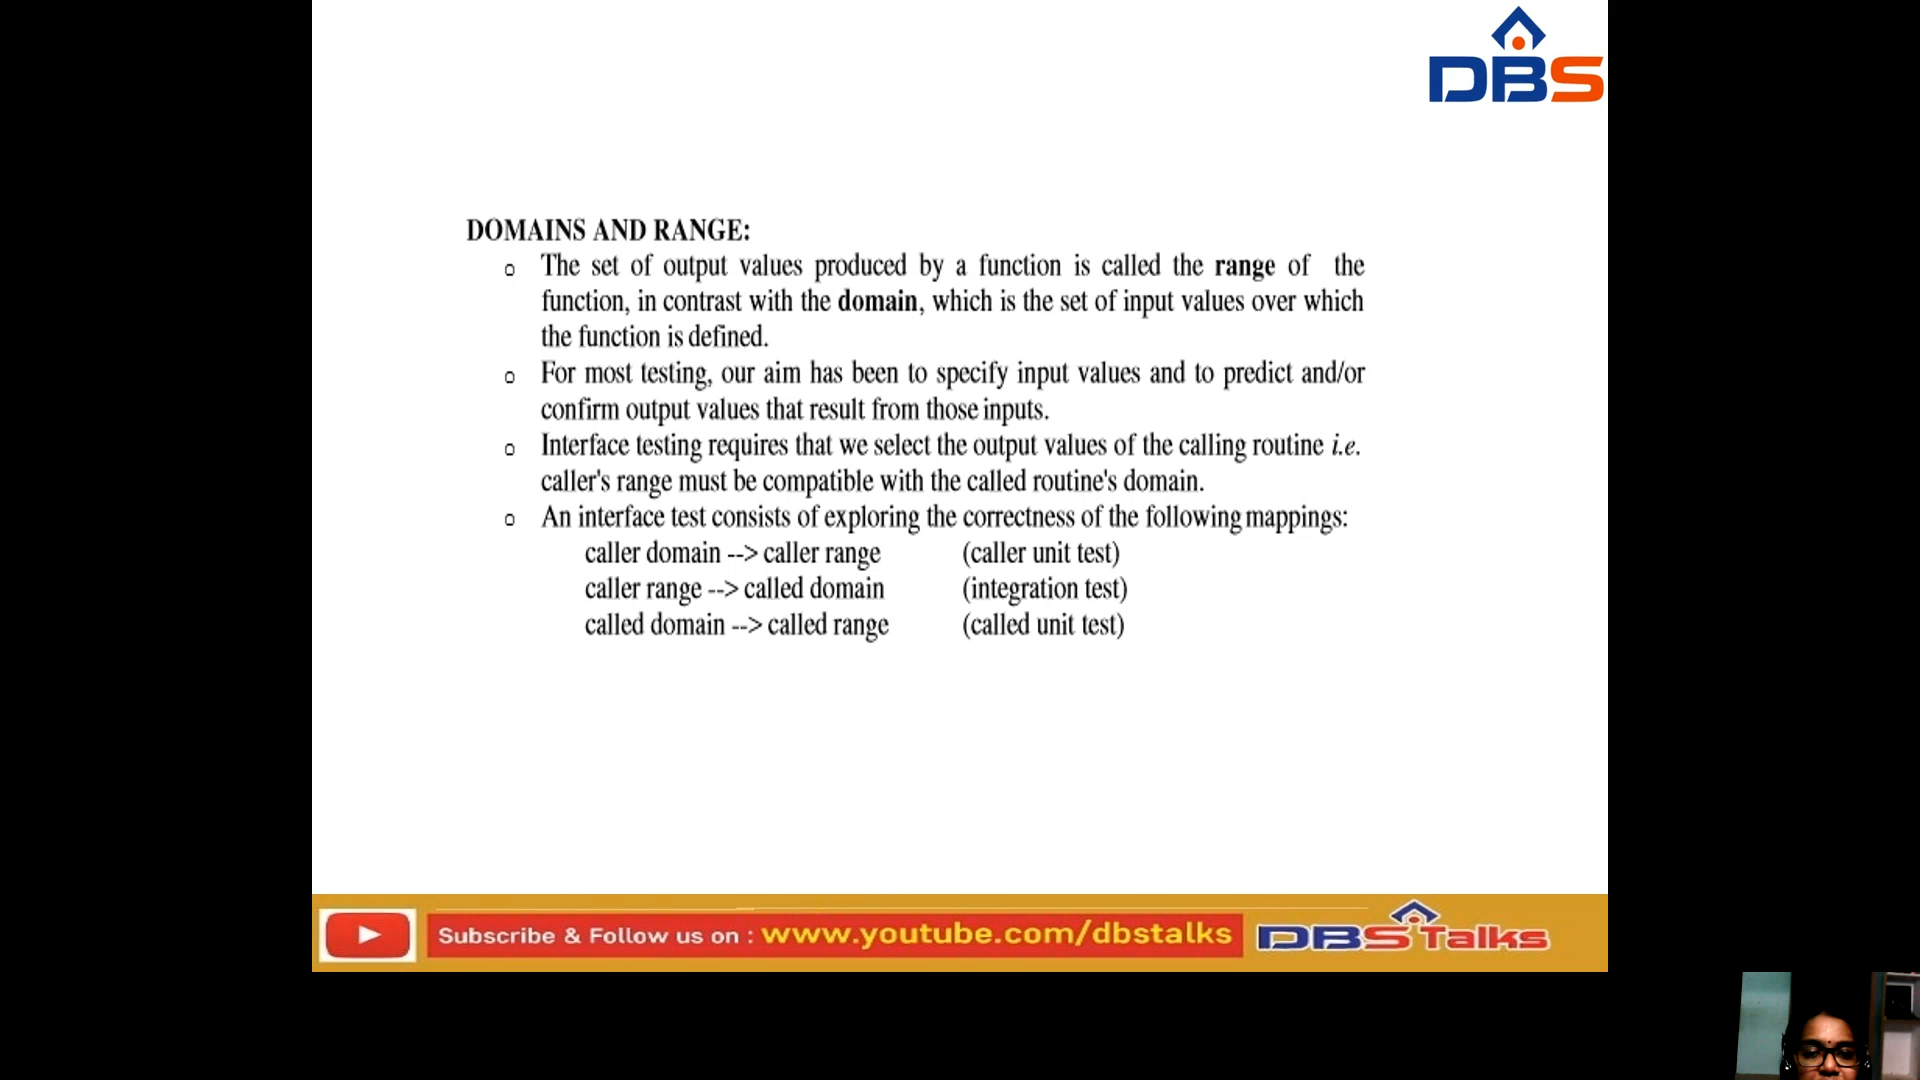 DBS
DOMAINS AND RANGE:
o The set of output values produced by a function is called the range of the
function, in contrast with the domain, which is the set of input values over which
the function is defined.
o For most testing, our aim has been to specify input values and to predict and/or
confirm output values that result from those inputs.
o Interface testing requires that we select the output values of the calling routine i.e.
caller's range must be compatible with the called routine's domain.
o An interface test consists of exploring the correctness of the following mappings:
caller domain --> caller range (caller unit test)
caller range --> called domain (integration test)
called domain --> called range (called unit test)
Subscribe & Follow us on : www.youtube.com/dbstalks DBS Talks